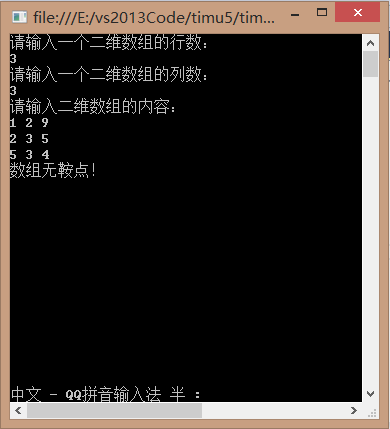 file:///E:/vs2013Code/timu5/tim...
请输入一个二维数组的行数：
3
请输入一个二维数组的列数：
3
请输入二维数组的内容：
1 2 9
2 3 5
5 3 4
数组无鞍点！
中文 - QQ拼音输入法 半 ：